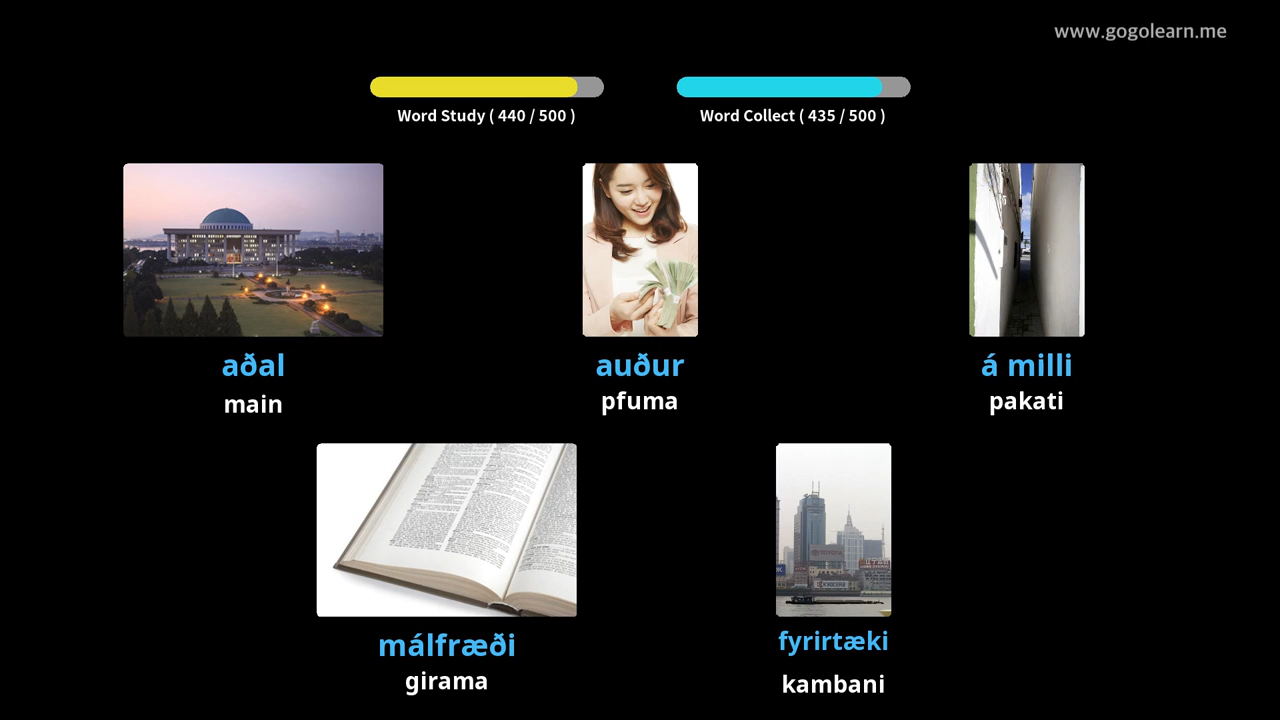 www.gogolearn.me
Word Study ( 440 / 500 )
Word Collect ( 435 / 500 )
aðal
main
auður
pfuma
á milli
pakati
TOYOTA
málfræði
girama
fyrirtæki
kambani